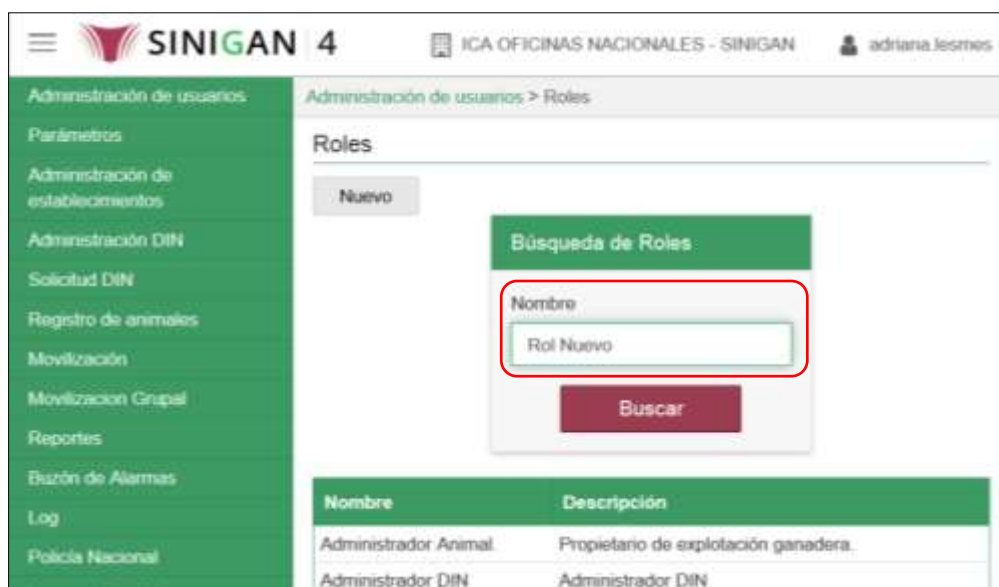 SINIGAN 4
ICA OFICINAS NACIONALES - SINIGAN
adriana.lesmes
Administración de usuarios
Parámetros
Administración de
establecimientos
Administración DIN
Solicitud DIN
Registro de animales
Movilización
Movilizacion Grupal
Reportes
Buzón de Alarmas
Log
Policía Nacional
Administración de usuarios > Roles
Roles
Nuevo
Búsqueda de Roles
Nombre
Rol Nuevo
Buscar
Nombre Descripción
Administrador Animal. Propietario de explotación ganadera.
Administrador DIN Administrador DIN